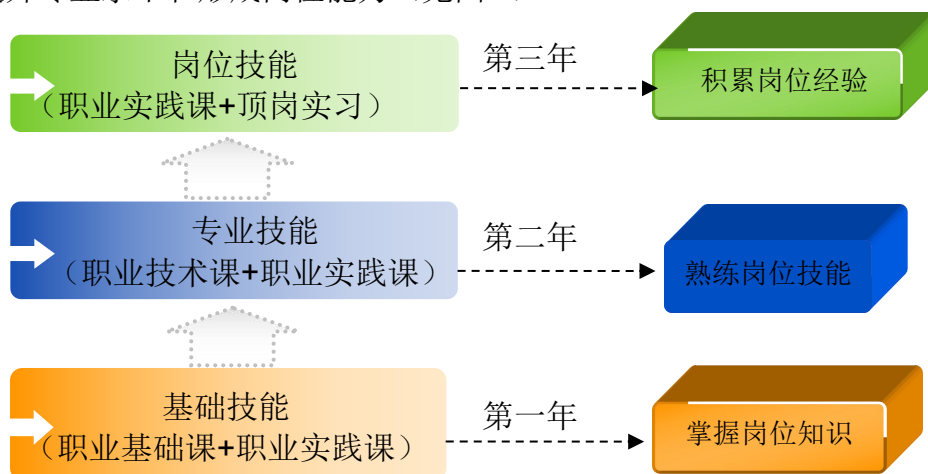 岗位技能
（职业实践课+顶岗实习）
第三年
积累岗位经验
专业技能
（职业技术课+职业实践课）
第二年
熟练岗位技能
基础技能
（职业基础课+职业实践课）
第一年
掌握岗位知识